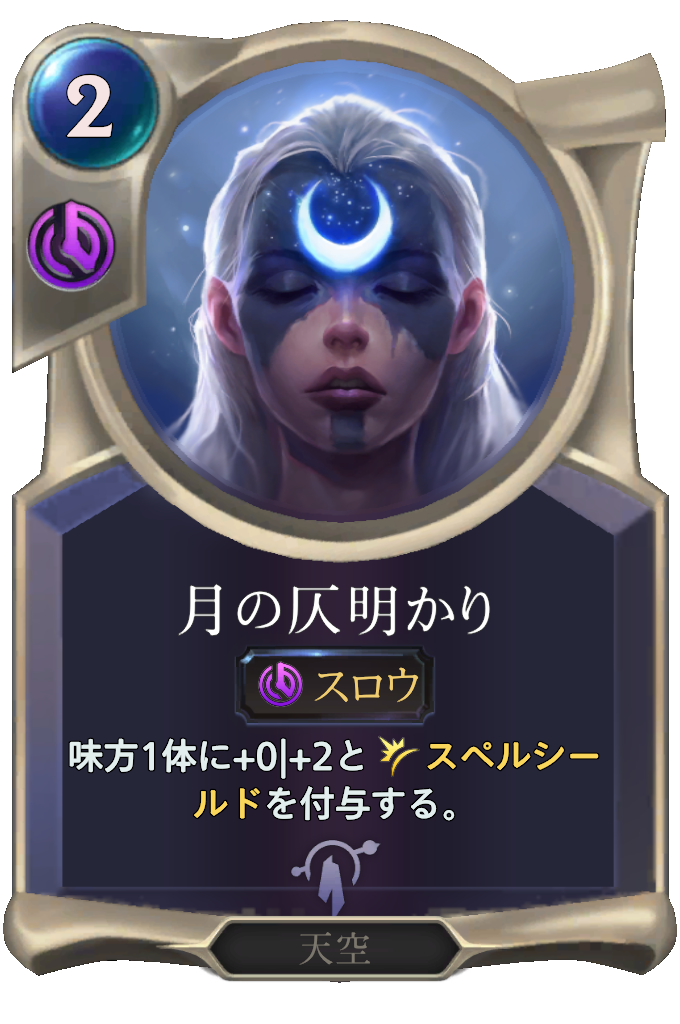 2
月の仄明かり
スロウ
味方1体に+0|+2と スペルシー
ルドを付与する。
天空